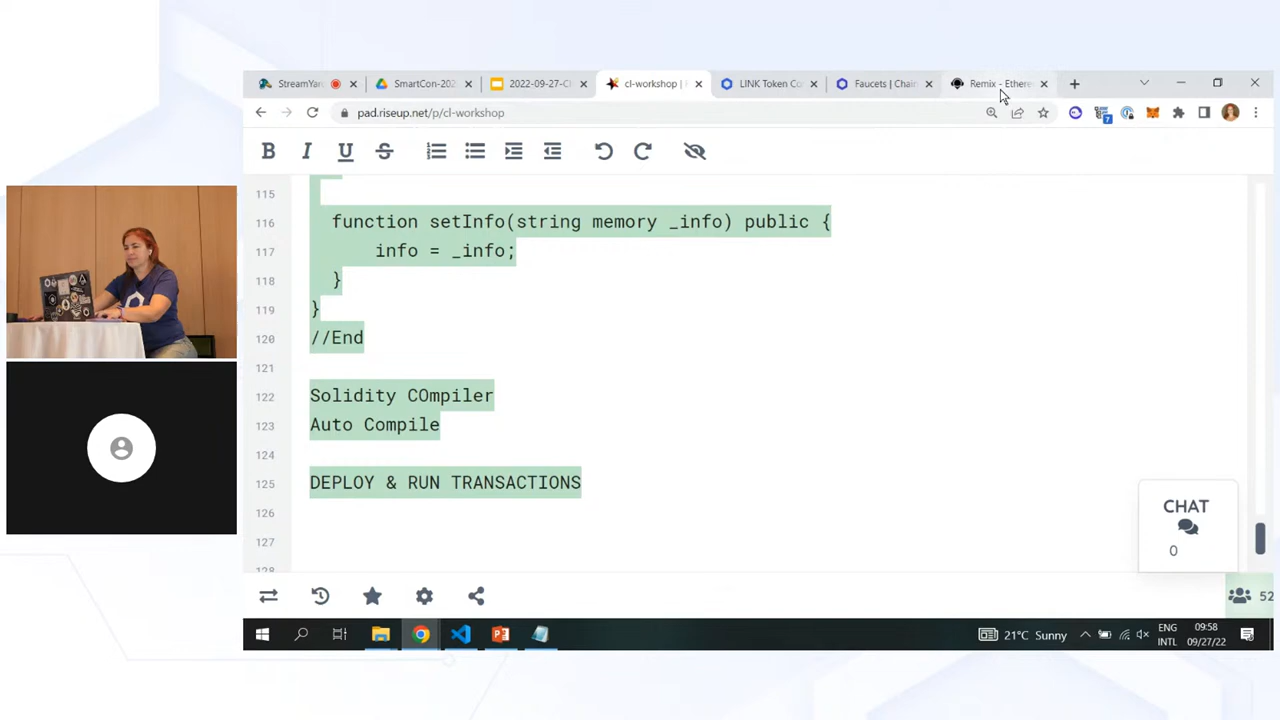 StreamYar
SmartCon-202
2022-09-27-C
cl-workshop |
LINK Token Co
Faucets | Chain
Remix - Ethere
pad.riseup.net/p/cl-workshop
7
B I U S
115
116 function setInfo(string memory _info) public {
117 info = _info;
118 }
119 }
120 //End
121
122 Solidity COmpiler
123 Auto Compile
124
125 DEPLOY & RUN TRANSACTIONS
126
127
128
CHAT
0
52
21°C Sunny
ENG
INTL
09:58
09/27/22